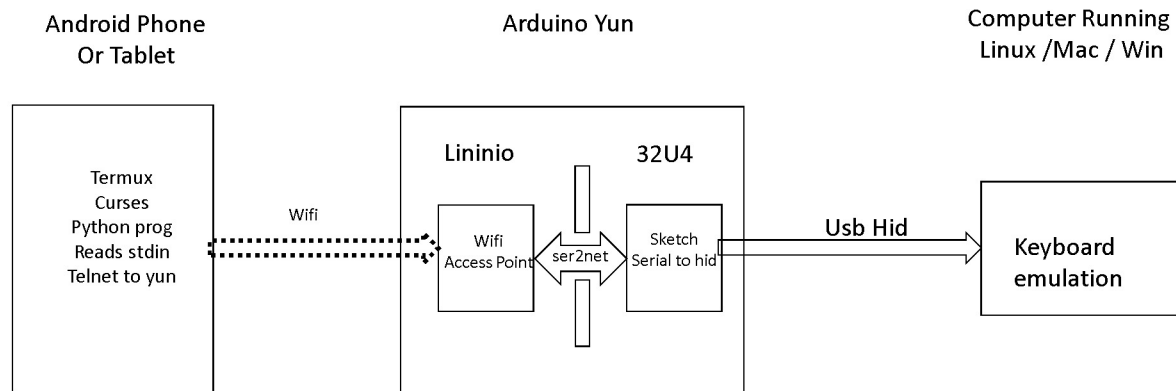 Android Phone
Or Tablet
Arduino Yun
Computer Running
Linux /Mac / Win
Termux
Curses
Python prog
Reads stdin
Telnet to yun
Wifi
Lininio
32U4
Wifi
Access Point
ser2net
Sketch
Serial to hid
Usb Hid
Keyboard
emulation